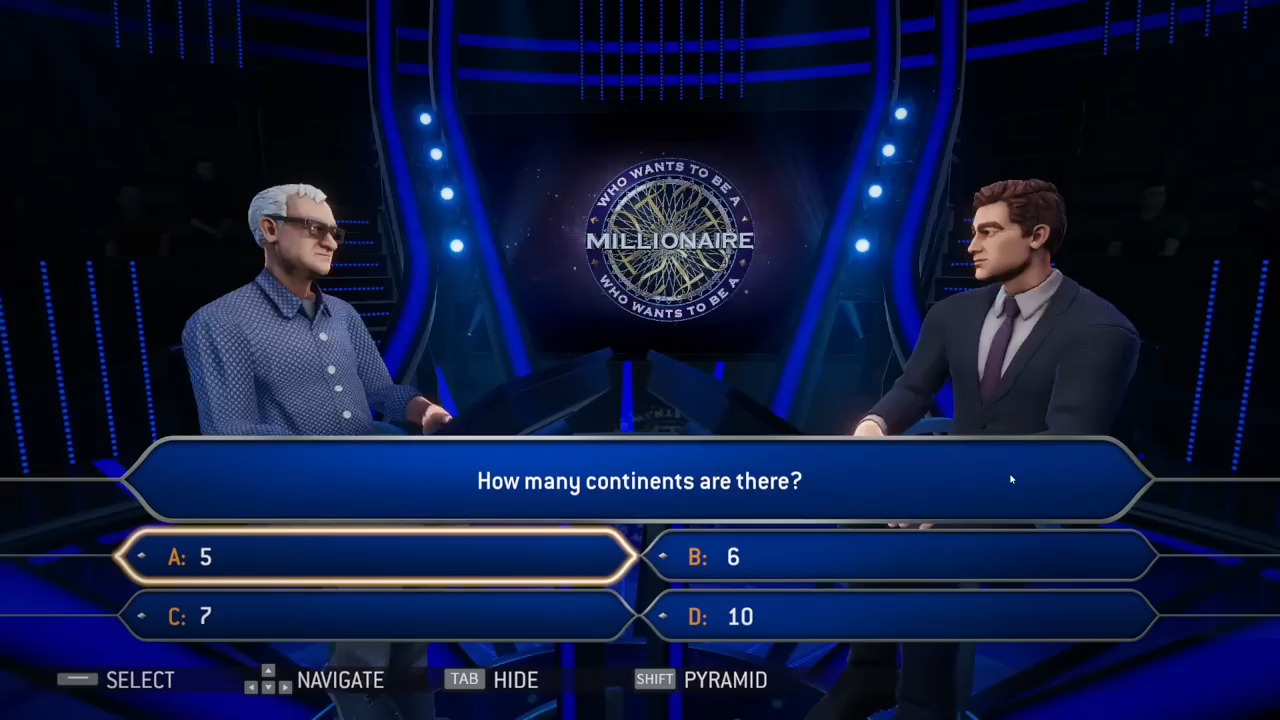 WHO WANTS TO BE A
MILLIONAIRE
WHO WANTS TO BE A
How many continents are there?
A: 5
B: 6
C: 7
D: 10
SELECT
NAVIGATE
TAB HIDE
SHIFT PYRAMID